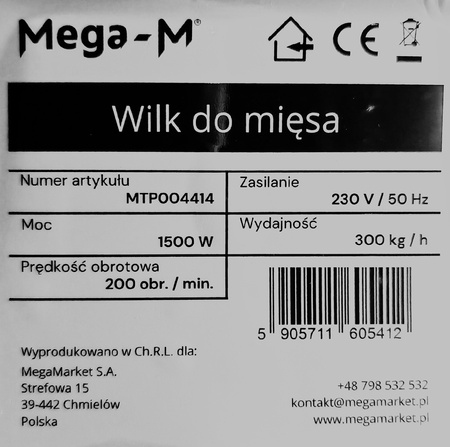 Mega-M®
CE
Wilk do mięsa
Numer artykułu
MTP004414
Zasilanie
230 V / 50 Hz
Moc
1500 W
Wydajność
300 kg / h
Prędkość obrotowa
200 obr. / min.
5 905711 605412
Wyprodukowano w Ch.R.L. dla:
MegaMarket S.A.
Strefowa 15
39-442 Chmielów
Polska
+48 798 532 532
kontakt@megamarket.pl
www.megamarket.pl